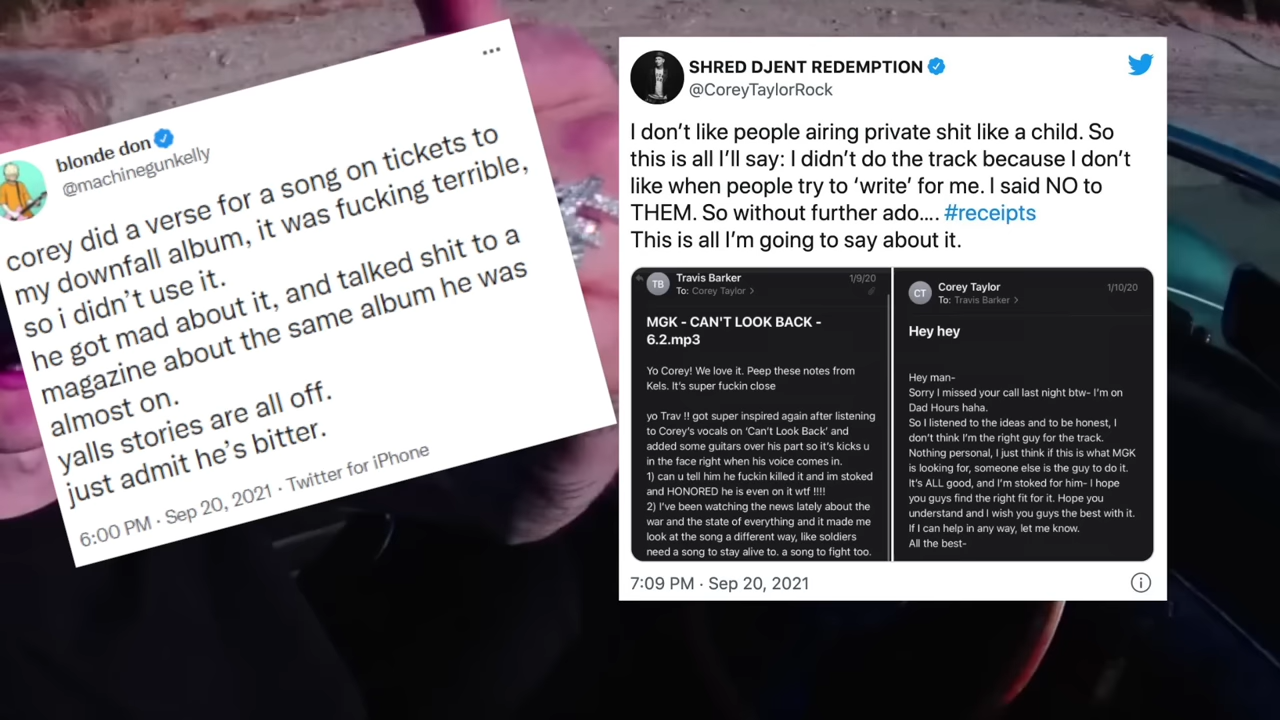 blonde don
@machinegunkelly
corey did a verse for a song on tickets to
my downfall album, it was fucking terrible,
so i didn't use it.
he got mad about it, and talked shit to a
magazine about the same album he was
almost on.
yalls stories are all off.
just admit he's bitter.
6:00 PM · Sep 20, 2021 · Twitter for iPhone
SHRED DJENT REDEMPTION
@CoreyTaylorRock
I don't like people airing private shit like a child. So
this is all I'll say: I didn't do the track because I don't
like when people try to 'write' for me. I said NO to
THEM. So without further ado.... #receipts
This is all I'm going to say about it.
TB
Travis Barker
1/9/20
To: Corey Taylor >
MGK - CAN'T LOOK BACK -
6.2.mp3
Yo Corey! We love it. Peep these notes from
Kels. It's super fuckin close
yo Trav !! got super inspired again after listening
to Corey's vocals on 'Can't Look Back' and
added some guitars over his part so it's kicks u
in the face right when his voice comes in.
1) can u tell him he fuckin killed it and im stoked
and HONORED he is even on it wtf !!!!
2) I've been watching the news lately about the
war and the state of everything and it made me
look at the song a different way, like soldiers
need a song to stay alive to. a song to fight too.
CT
Corey Taylor
1/10/20
To: Travis Barker >
Hey hey
Hey man-
Sorry I missed your call last night btw- I'm on
Dad Hours haha.
So I listened to the ideas and to be honest, I
don't think I'm the right guy for the track.
Nothing personal, I just think if this is what MGK
is looking for, someone else is the guy to do it.
It's ALL good, and I'm stoked for him- I hope
you guys find the right fit for it. Hope you
understand and I wish you guys the best with it.
If I can help in any way, let me know.
All the best-
7:09 PM · Sep 20, 2021